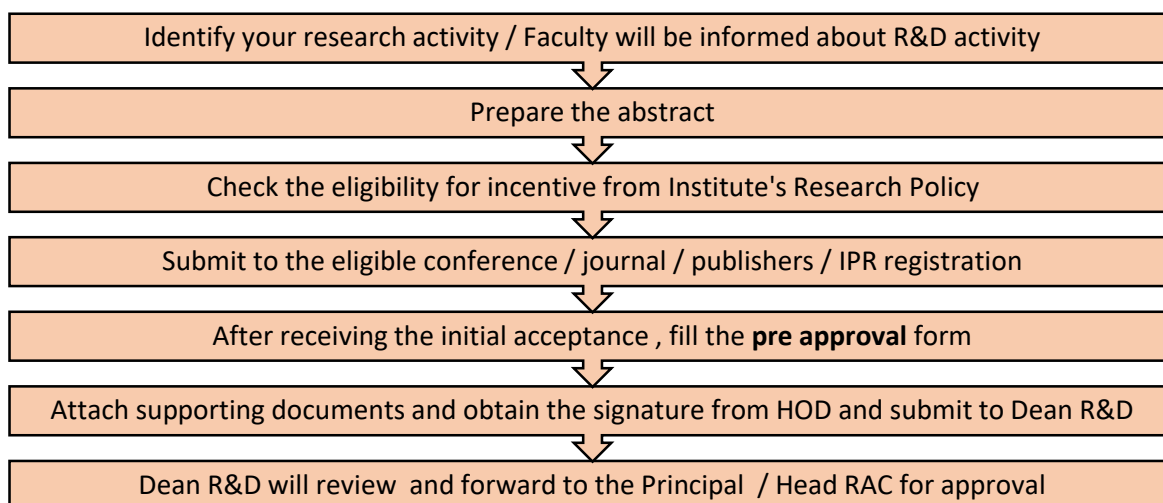 Identify your research activity / Faculty will be informed about R&D activity
Prepare the abstract
Check the eligibility for incentive from Institute's Research Policy
Submit to the eligible conference / journal / publishers / IPR registration
After receiving the initial acceptance , fill the pre approval form
Attach supporting documents and obtain the signature from HOD and submit to Dean R&D
Dean R&D will review and forward to the Principal / Head RAC for approval